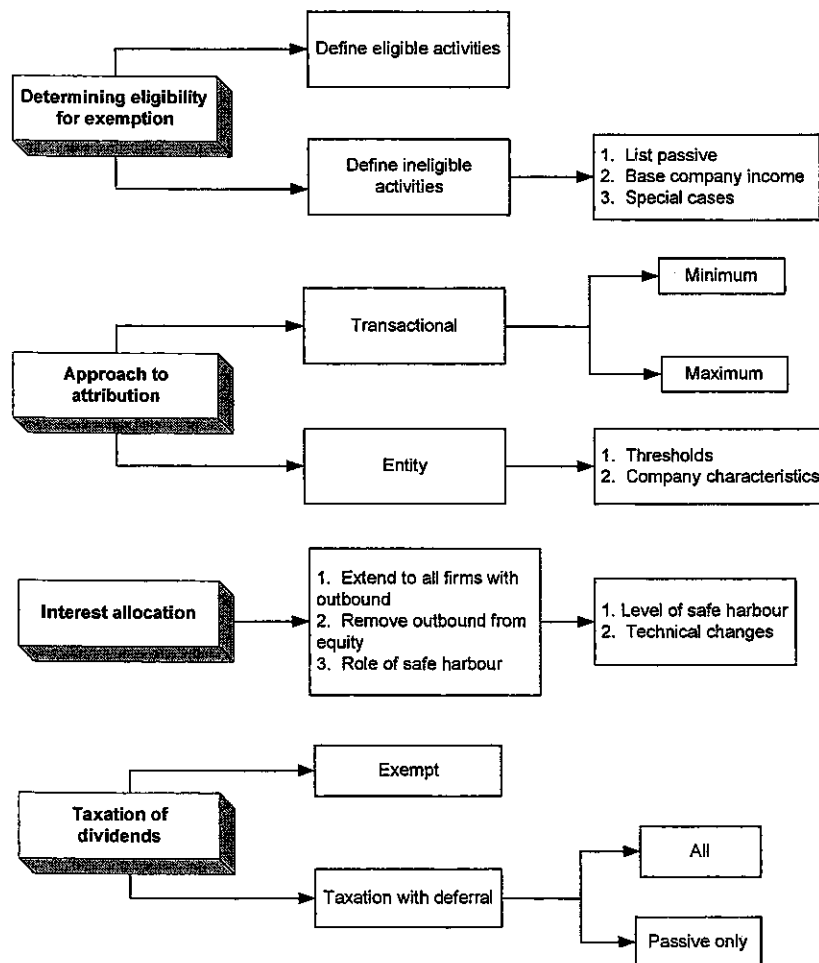 Define eligible activities
Determining eligibility
for exemption
Define ineligible
activities
1. List passive
2. Base company income
3. Special cases
Minimum
Transactional
Approach to
attribution
Maximum
Entity
1. Thresholds
2. Company characteristics
Interest allocation
1. Extend to all firms with
outbound
2. Remove outbound from
equity
3. Role of safe harbour
1. Level of safe harbour
2. Technical changes
Exempt
Taxation of
dividends
All
Taxation with deferral
Passive only